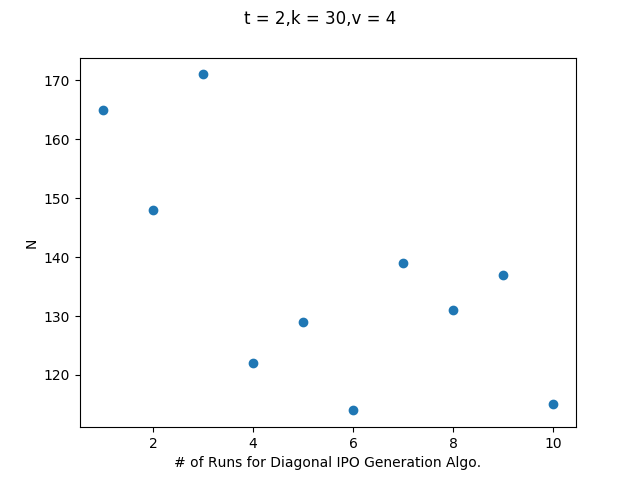 t = 2,k = 30,v = 4
170
160
150
140
130
120
N
2 4 6 8 10
# of Runs for Diagonal IPO Generation Algo.